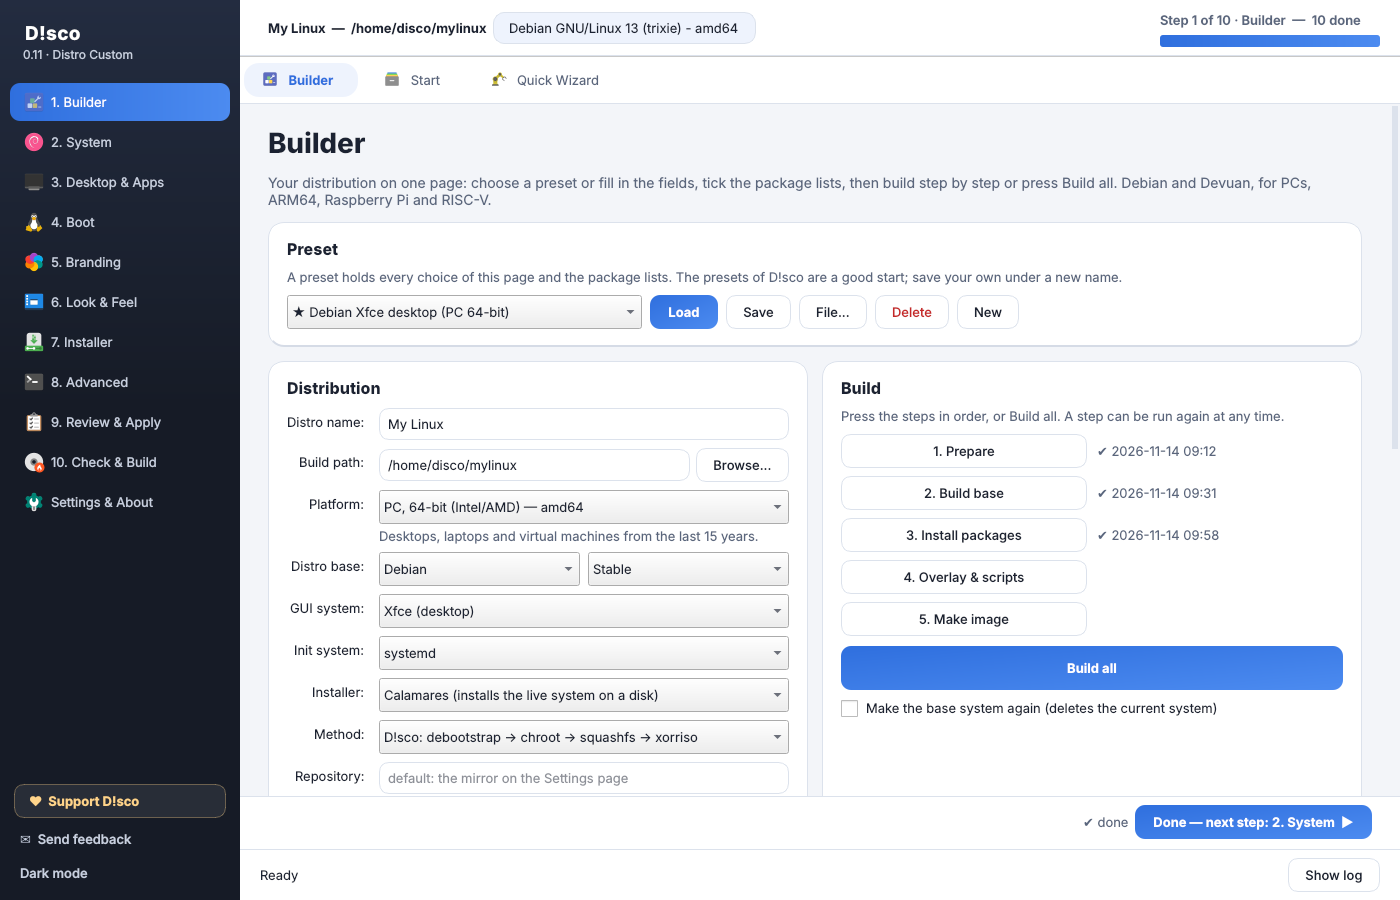 D!sco
0.11 · Distro Custom
1. Builder
2. System
3. Desktop & Apps
4. Boot
5. Branding
6. Look & Feel
7. Installer
8. Advanced
9. Review & Apply
10. Check & Build
Settings & About
Support D!sco
Send feedback
Dark mode
My Linux — /home/disco/mylinux
Debian GNU/Linux 13 (trixie) - amd64
Step 1 of 10 · Builder — 10 done
Builder
Start
Quick Wizard
Builder
Your distribution on one page: choose a preset or fill in the fields, tick the package lists, then build step by step or press Build all. Debian and Devuan, for PCs,
ARM64, Raspberry Pi and RISC-V.
Preset
A preset holds every choice of this page and the package lists. The presets of D!sco are a good start; save your own under a new name.
★ Debian Xfce desktop (PC 64-bit)
Load
Save
File...
Delete
New
Distribution
Distro name:
My Linux
Build path:
/home/disco/mylinux
Browse...
Platform:
PC, 64-bit (Intel/AMD) — amd64
Desktops, laptops and virtual machines from the last 15 years.
Distro base:
Debian
Stable
GUI system:
Xfce (desktop)
Init system:
systemd
Installer:
Calamares (installs the live system on a disk)
Method:
D!sco: debootstrap → chroot → squashfs → xorriso
Repository:
default: the mirror on the Settings page
Build
Press the steps in order, or Build all. A step can be run again at any time.
1. Prepare
✔ 2026-11-14 09:12
2. Build base
✔ 2026-11-14 09:31
3. Install packages
✔ 2026-11-14 09:58
4. Overlay & scripts
5. Make image
Build all
Make the base system again (deletes the current system)
✔ done
Done — next step: 2. System ▶
Ready
Show log